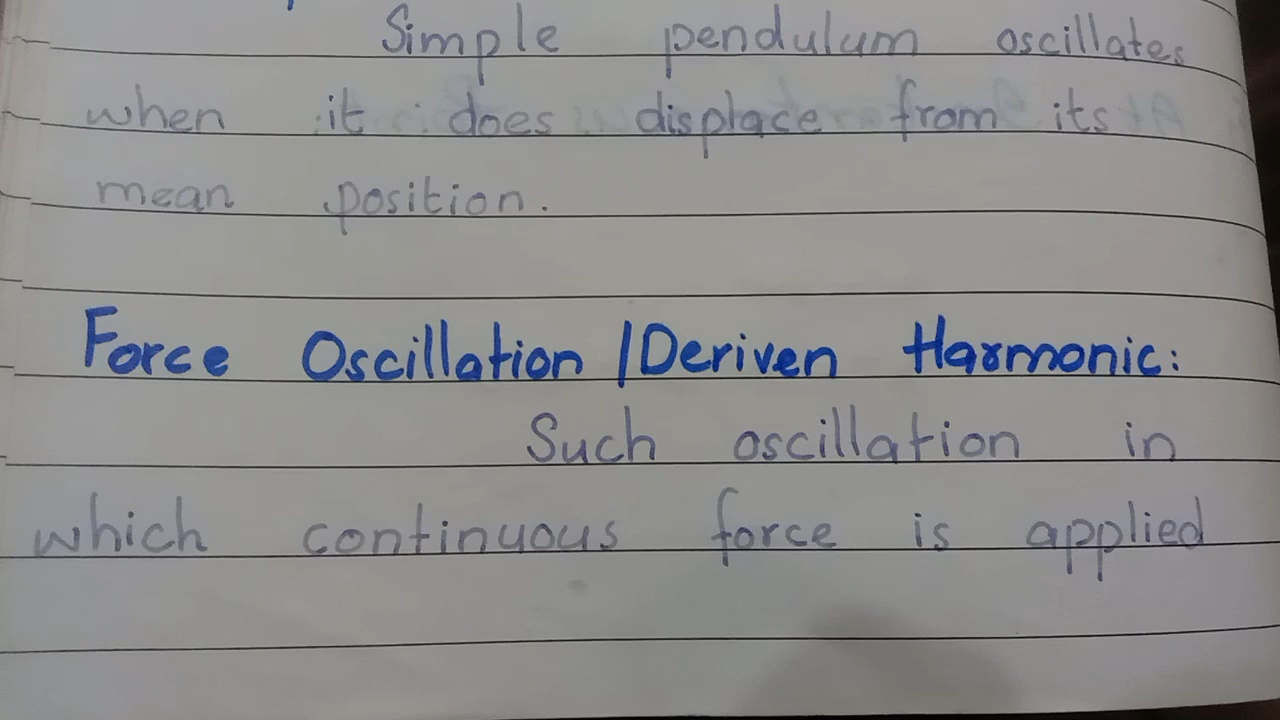 Simple pendulum oscillates
when it does displace from its
mean position.
Force Oscillation /Deriven Harmonic:
Such oscillation in
which continuous force is applied